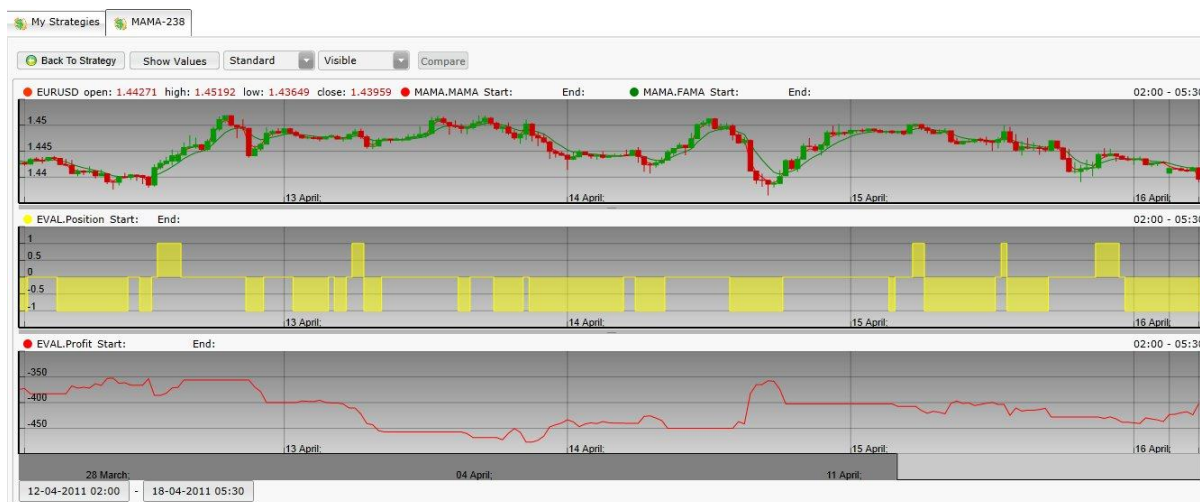 My Strategies MAMA-238
Back To Strategy Show Values Standard Visible Compare
EURUSD open: 1.44271 high: 1.45192 low: 1.43649 close: 1.43959 MAMA.MAMA Start: End: MAMA.FAMA Start: End: 02:00 - 05:30
1.45
1.445
1.44
13 April; 14 April; 15 April; 16 April;
EVAL.Position Start: End: 02:00 - 05:30
1
0.5
0
-0.5
-1
13 April; 14 April; 15 April; 16 April;
EVAL.Profit Start: End: 02:00 - 05:30
-350
-400
-450
13 April; 14 April; 15 April; 16 April;
28 March; 04 April; 11 April;
12-04-2011 02:00 - 18-04-2011 05:30